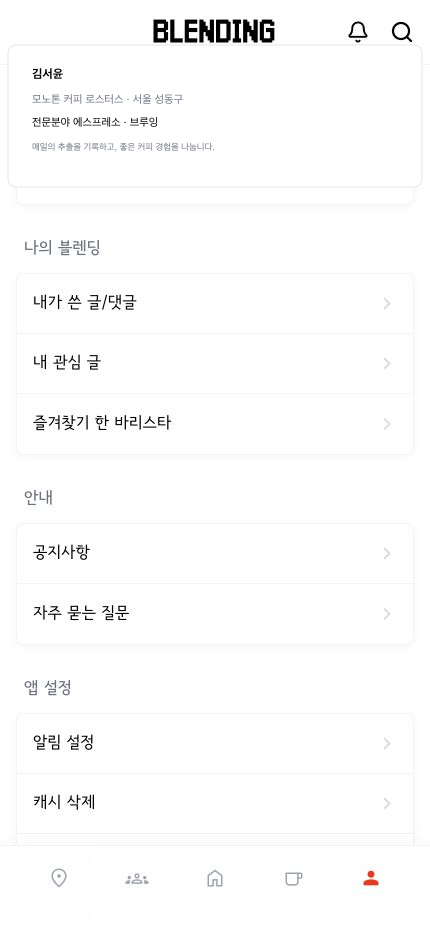 BLENDING
김서윤
모노톤 커피 로스터스 · 서울 성동구
전문분야 에스프레소 · 브루잉
매일의 추출을 기록하고, 좋은 커피 경험을 나눕니다.
나의 블렌딩
내가 쓴 글/댓글
내 관심 글
즐겨찾기 한 바리스타
안내
공지사항
자주 묻는 질문
앱 설정
알림 설정
캐시 삭제